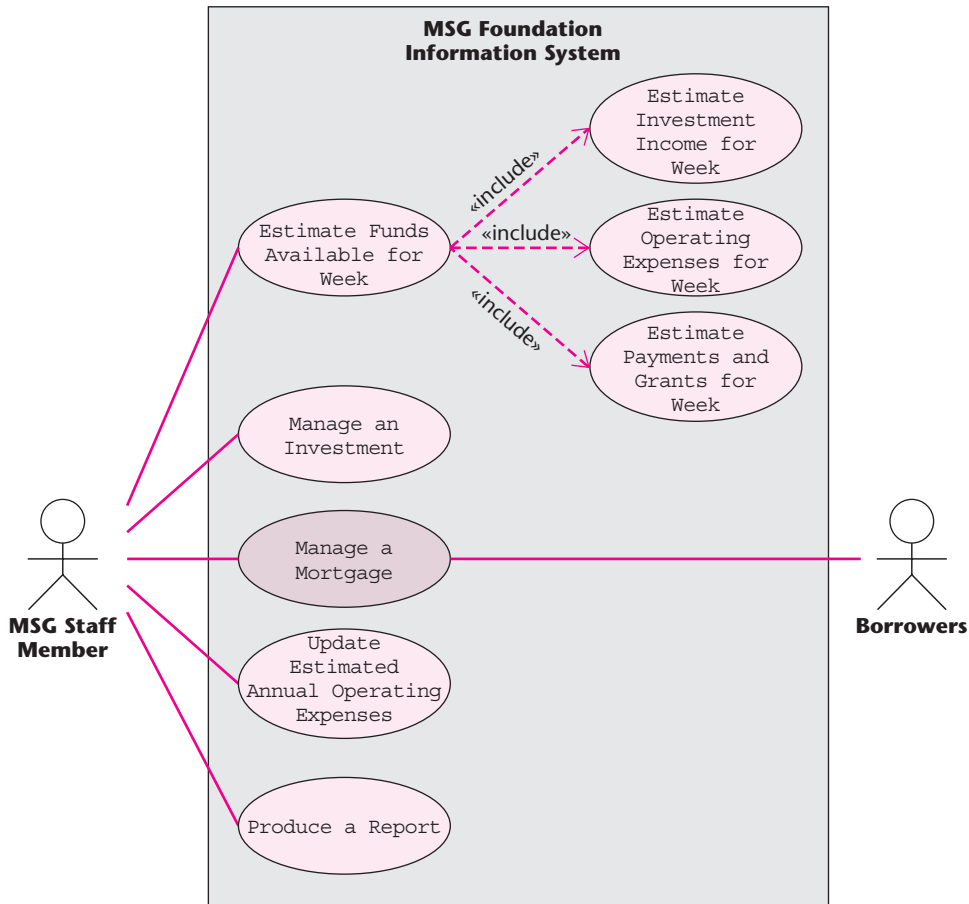 MSG Foundation
Information System
Estimate
Investment
Income for
Week
«include»
Estimate Funds
Available for
Week
«include»
Estimate
Operating
Expenses for
Week
«include»
Estimate
Payments and
Grants for
Week
Manage an
Investment
Manage a
Mortgage
MSG Staff
Member
Borrowers
Update
Estimated
Annual Operating
Expenses
Produce a Report